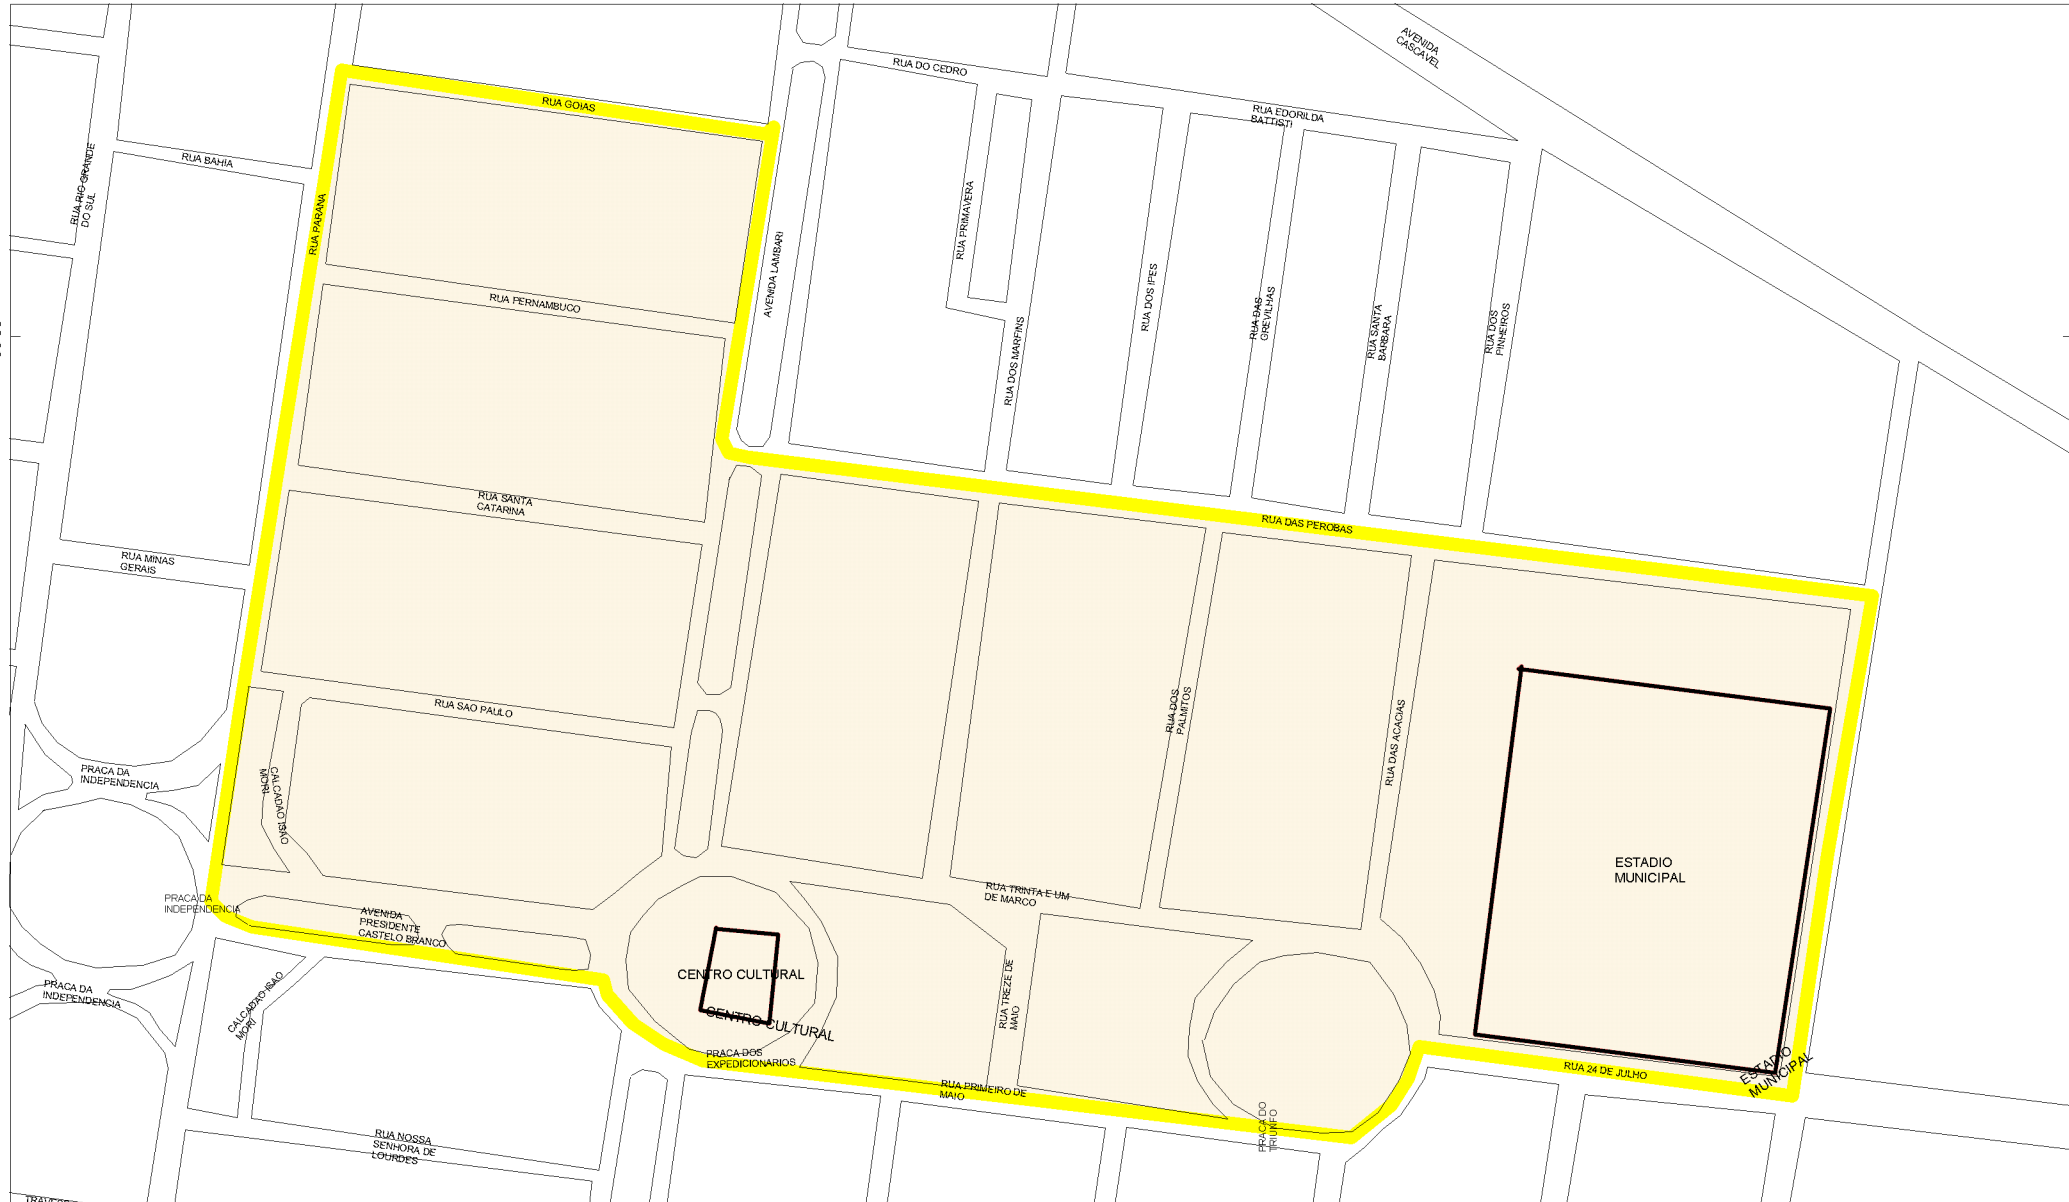 AVENIDA
CASCAVEL
RUA DO CEDRO
RUA GOIAS
RUA EDORILDA
BATTISTI
RUA BAHIA
RUA RIO GRANDE
DO SUL
RUA PARANA
RUA PRIMAVERA
AVENIDA LAMBARI
RUA PERNAMBUCO
RUA DOS IPES
RUA DAS
GREVILHAS
RUA SANTA
BARBARA
RUA DOS
PINHEIROS
RUA DOS MARFINS
RUA SANTA
CATARINA
RUA DAS PEROBAS
RUA MINAS
GERAIS
RUA SAO PAULO
RUA DOS
PALMITOS
RUA DAS ACACIAS
PRACA DA
INDEPENDENCIA
CALCADAO ISAO
MORI
ESTADIO
MUNICIPAL
PRACA DA
INDEPENDENCIA
AVENIDA
PRESIDENTE
CASTELO BRANCO
RUA TRINTA E UM
DE MARCO
CENTRO CULTURAL
PRACA DA
INDEPENDENCIA
CALCADAO ISAO
MORI
CENTRO CULTURAL
RUA TREZE DE
MAIO
PRACA DOS
EXPEDICIONARIOS
RUA PRIMEIRO DE
MAIO
RUA 24 DE JULHO
ESTADIO
MUNICIPAL
PRACA DO
TRIUNFO
RUA NOSSA
SENHORA DE
LOURDES